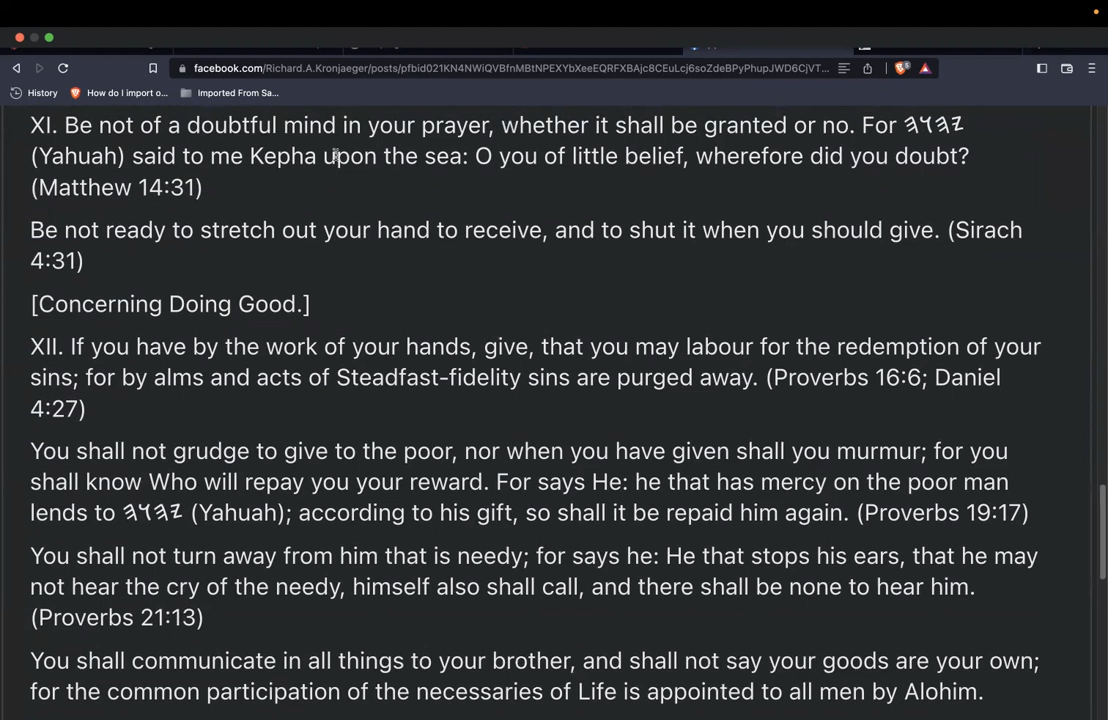 facebook.com/Richard.A.Kronjaeger/posts/pfbid021KN4NWiQVBfnMBtNPEXYbXeeEQRFXBAjc8CEuLcj6soZdeBPyPhupJWD6CjVT...
History How do I import o... Imported From Sa...
XI. Be not of a doubtful mind in your prayer, whether it shall be granted or no. For 𐤉𐤄𐤅𐤄
(Yahuah) said to me Kepha upon the sea: O you of little belief, wherefore did you doubt?
(Matthew 14:31)
Be not ready to stretch out your hand to receive, and to shut it when you should give. (Sirach
4:31)
[Concerning Doing Good.]
XII. If you have by the work of your hands, give, that you may labour for the redemption of your
sins; for by alms and acts of Steadfast-fidelity sins are purged away. (Proverbs 16:6; Daniel
4:27)
You shall not grudge to give to the poor, nor when you have given shall you murmur; for you
shall know Who will repay you your reward. For says He: he that has mercy on the poor man
lends to 𐤉𐤄𐤅𐤄 (Yahuah); according to his gift, so shall it be repaid him again. (Proverbs 19:17)
You shall not turn away from him that is needy; for says he: He that stops his ears, that he may
not hear the cry of the needy, himself also shall call, and there shall be none to hear him.
(Proverbs 21:13)
You shall communicate in all things to your brother, and shall not say your goods are your own;
for the common participation of the necessaries of Life is appointed to all men by Alohim.